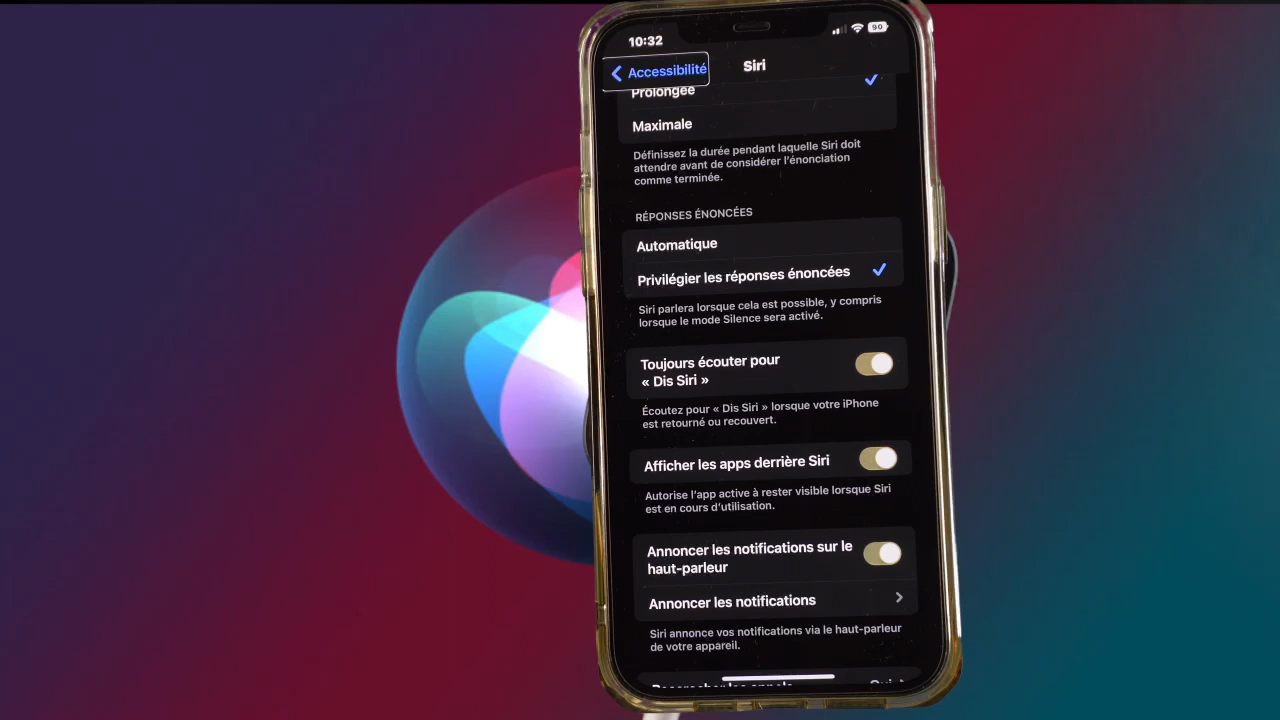 10:32
90
Accessibilité
Siri
Prolongée
Maximale
Définissez la durée pendant laquelle Siri doit
attendre avant de considérer l'énonciation
comme terminée.
RÉPONSES ÉNONCÉES
Automatique
Privilégier les réponses énoncées
Siri parlera lorsque cela est possible, y compris
lorsque le mode Silence sera activé.
Toujours écouter pour
« Dis Siri »
Écoutez pour « Dis Siri » lorsque votre iPhone
est retourné ou recouvert.
Afficher les apps derrière Siri
Autorise l'app active à rester visible lorsque Siri
est en cours d'utilisation.
Annoncer les notifications sur le
haut-parleur
Annoncer les notifications
Siri annonce vos notifications via le haut-parleur
de votre appareil.